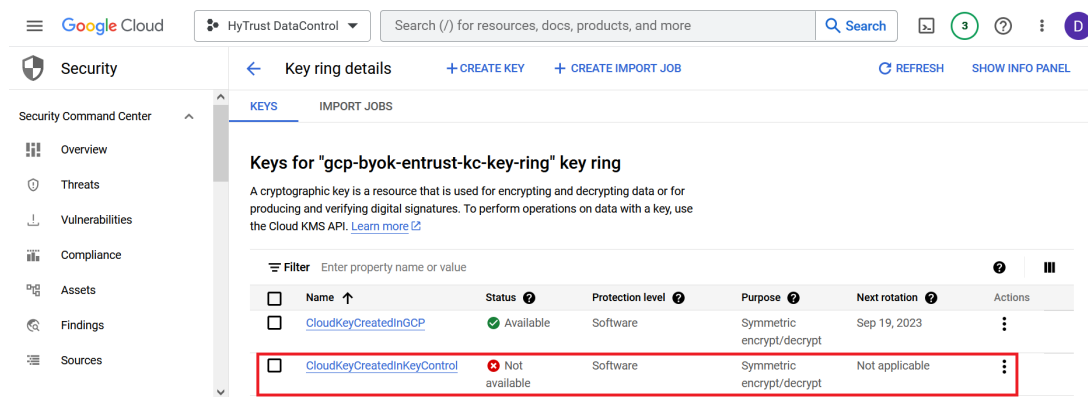 Google Cloud
HyTrust DataControl
Search (/) for resources, docs, products, and more
Search
3
D
Security
Key ring details
CREATE KEY
CREATE IMPORT JOB
REFRESH
SHOW INFO PANEL
Security Command Center
KEYS
IMPORT JOBS
Overview
Threats
Vulnerabilities
Compliance
Assets
Findings
Sources
Keys for "gcp-byok-entrust-kc-key-ring" key ring
A cryptographic key is a resource that is used for encrypting and decrypting data or for
producing and verifying digital signatures. To perform operations on data with a key, use
the Cloud KMS API. Learn more
Filter Enter property name or value
Name Status Protection level Purpose Next rotation Actions
CloudKeyCreatedInGCP Available Software Symmetric Sep 19, 2023
encrypt/decrypt
CloudKeyCreatedInKeyControl Not Software Symmetric Not applicable
available encrypt/decrypt